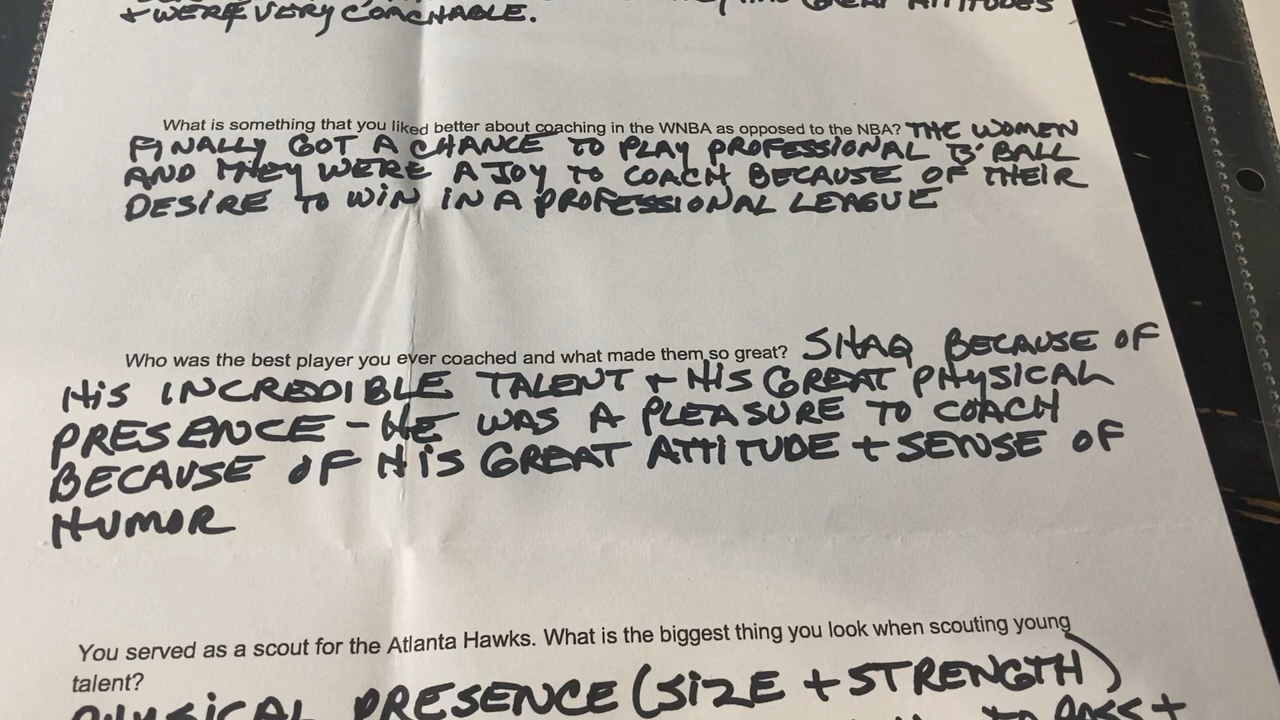 GREAT ATTITUDES
+ WERE VERY COACHABLE.
What is something that you liked better about coaching in the WNBA as opposed to the NBA? THE WOMEN
FINALLY GOT A CHANCE TO PLAY PROFESSIONAL B'BALL
AND THEY WERE A JOY TO COACH BECAUSE OF THEIR
DESIRE TO WIN IN A PROFESSIONAL LEAGUE
Who was the best player you ever coached and what made them so great? SHAQ BECAUSE OF
HIS INCREDIBLE TALENT + HIS GREAT PHYSICAL
PRESENCE - HE WAS A PLEASURE TO COACH
BECAUSE OF HIS GREAT ATTITUDE + SENSE OF
HUMOR
You served as a scout for the Atlanta Hawks. What is the biggest thing you look when scouting young
talent?
PHYSICAL PRESENCE (SIZE + STRENGTH)
TO PASS +